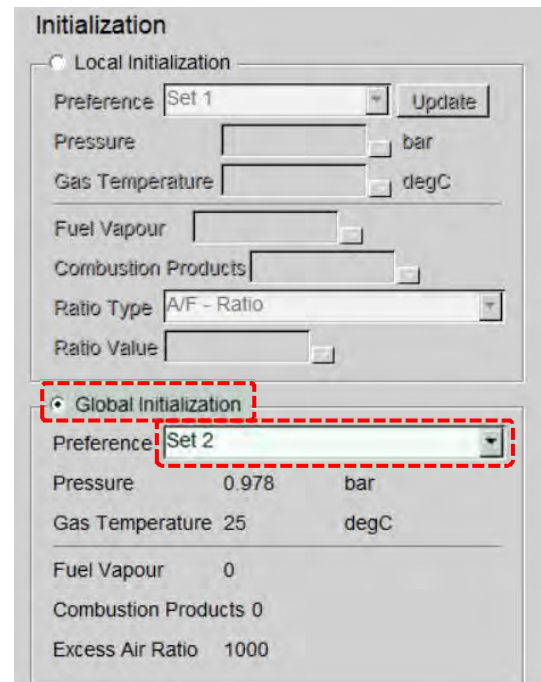 Initialization
Local Initialization
Preference Set 1 Update
Pressure bar
Gas Temperature degC
Fuel Vapour
Combustion Products
Ratio Type A/F - Ratio
Ratio Value
Global Initialization
Preference Set 2
Pressure 0.978 bar
Gas Temperature 25 degC
Fuel Vapour 0
Combustion Products 0
Excess Air Ratio 1000